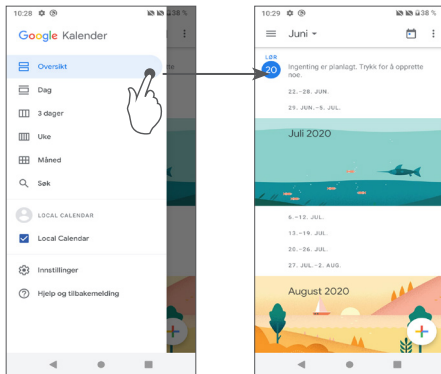 10:28 38 %
Google Kalender
Oversikt
Dag
3 dager
Uke
Måned
Søk
LOCAL CALENDAR
Local Calendar
Innstillinger
Hjelp og tilbakemelding
10:29 38 %
Juni
LØR
20
Ingenting er planlagt. Trykk for å opprette
noe.
22.–28. JUN.
29. JUN.–5. JUL.
Juli 2020
6.–12. JUL.
13.–19. JUL.
20.–26. JUL.
27. JUL.–2. AUG.
August 2020